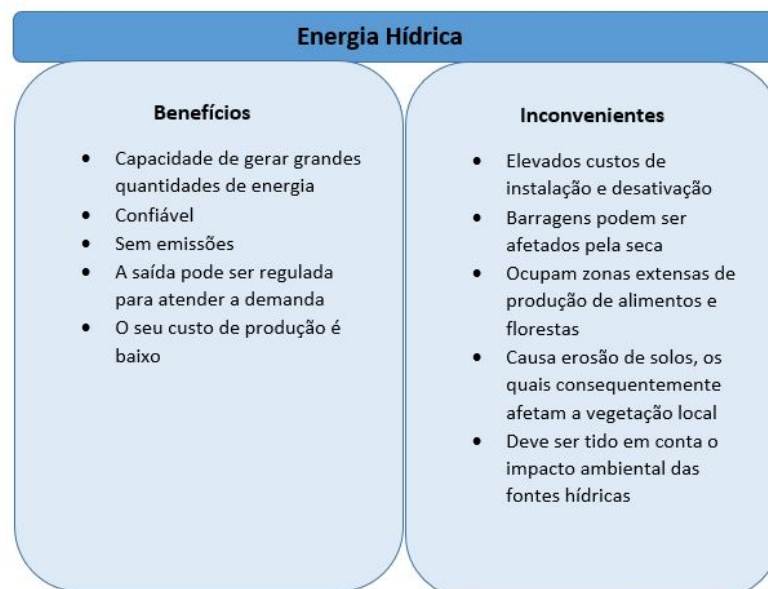 Energia Hídrica
Benefícios
• Capacidade de gerar grandes
quantidades de energia
• Confiável
• Sem emissões
• A saída pode ser regulada
para atender a demanda
• O seu custo de produção é
baixo
Inconvenientes
• Elevados custos de
instalação e desativação
• Barragens podem ser
afetados pela seca
• Ocupam zonas extensas de
produção de alimentos e
florestas
• Causa erosão de solos, os
quais consequentemente
afetam a vegetação local
• Deve ser tido em conta o
impacto ambiental das
fontes hídricas